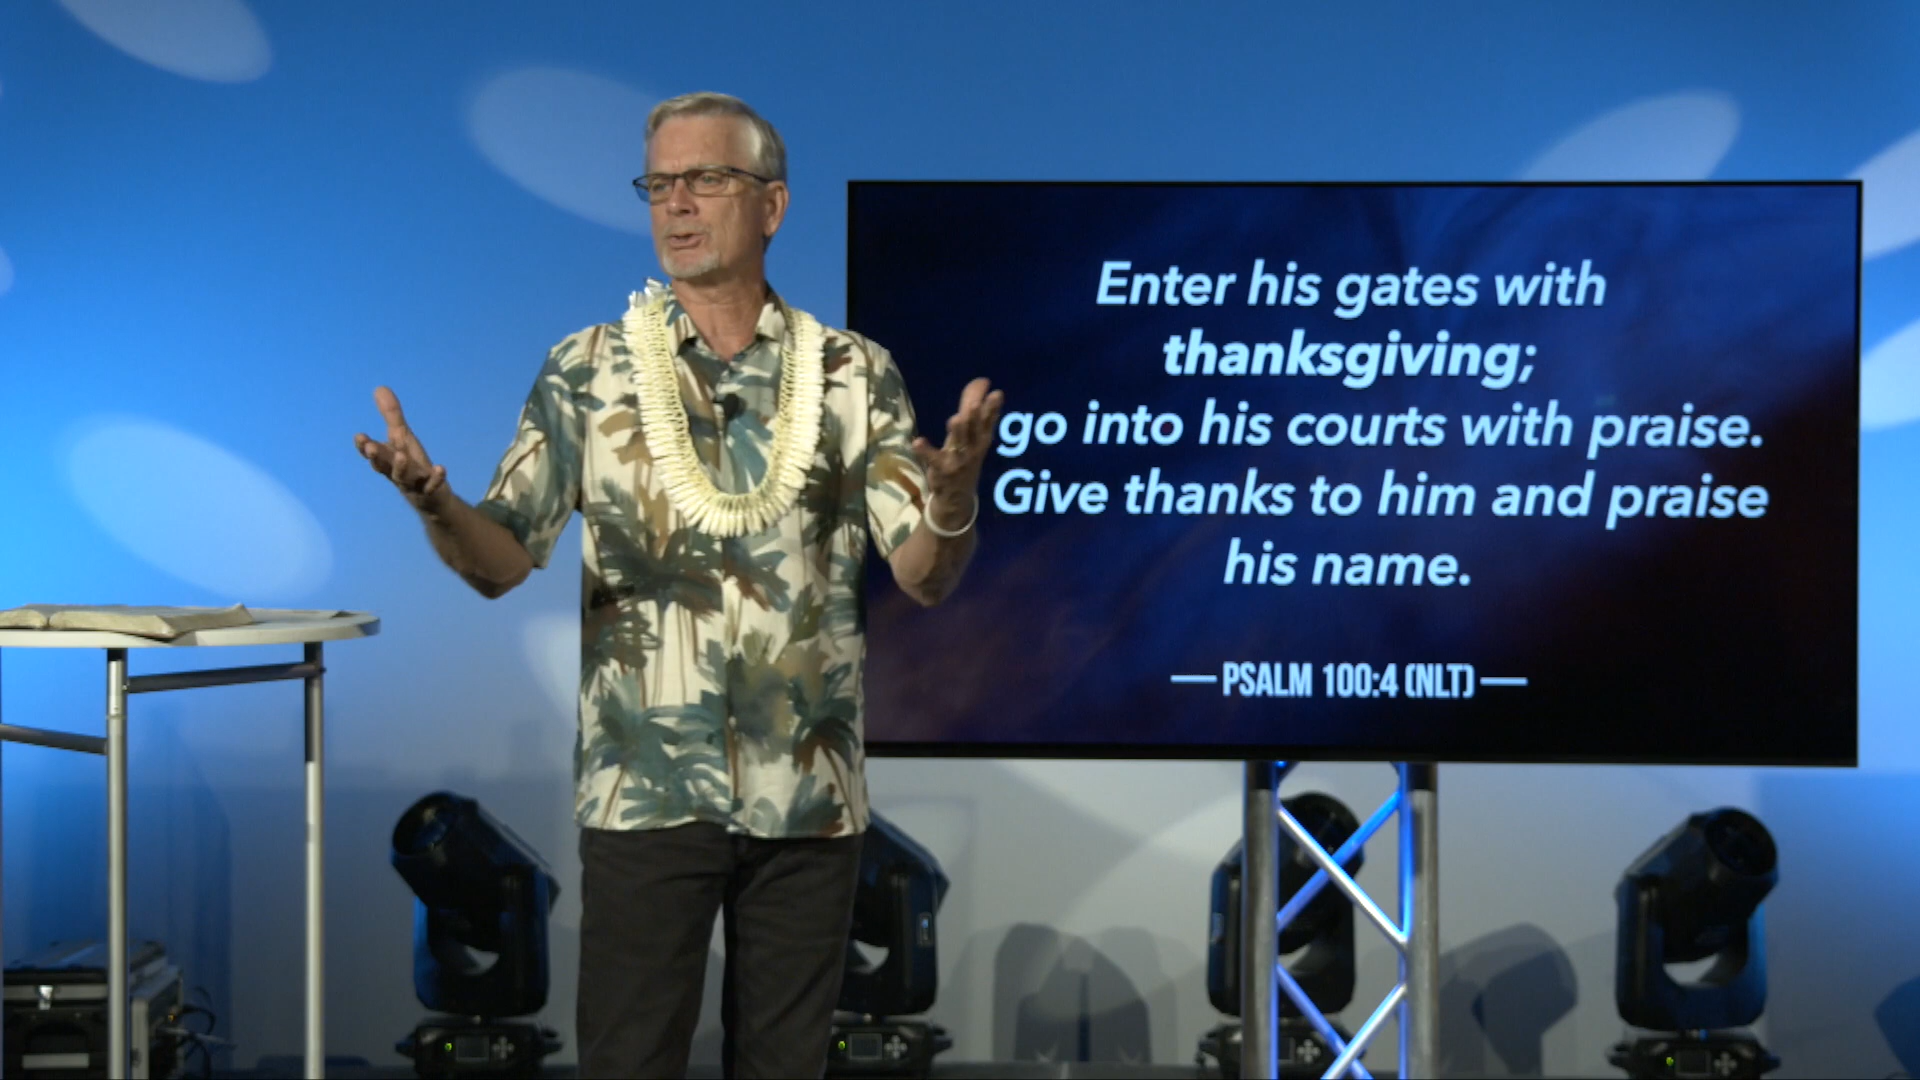 Enter his gates with
thanksgiving;
go into his courts with praise.
Give thanks to him and praise
his name.
— PSALM 100:4 (NLT) —